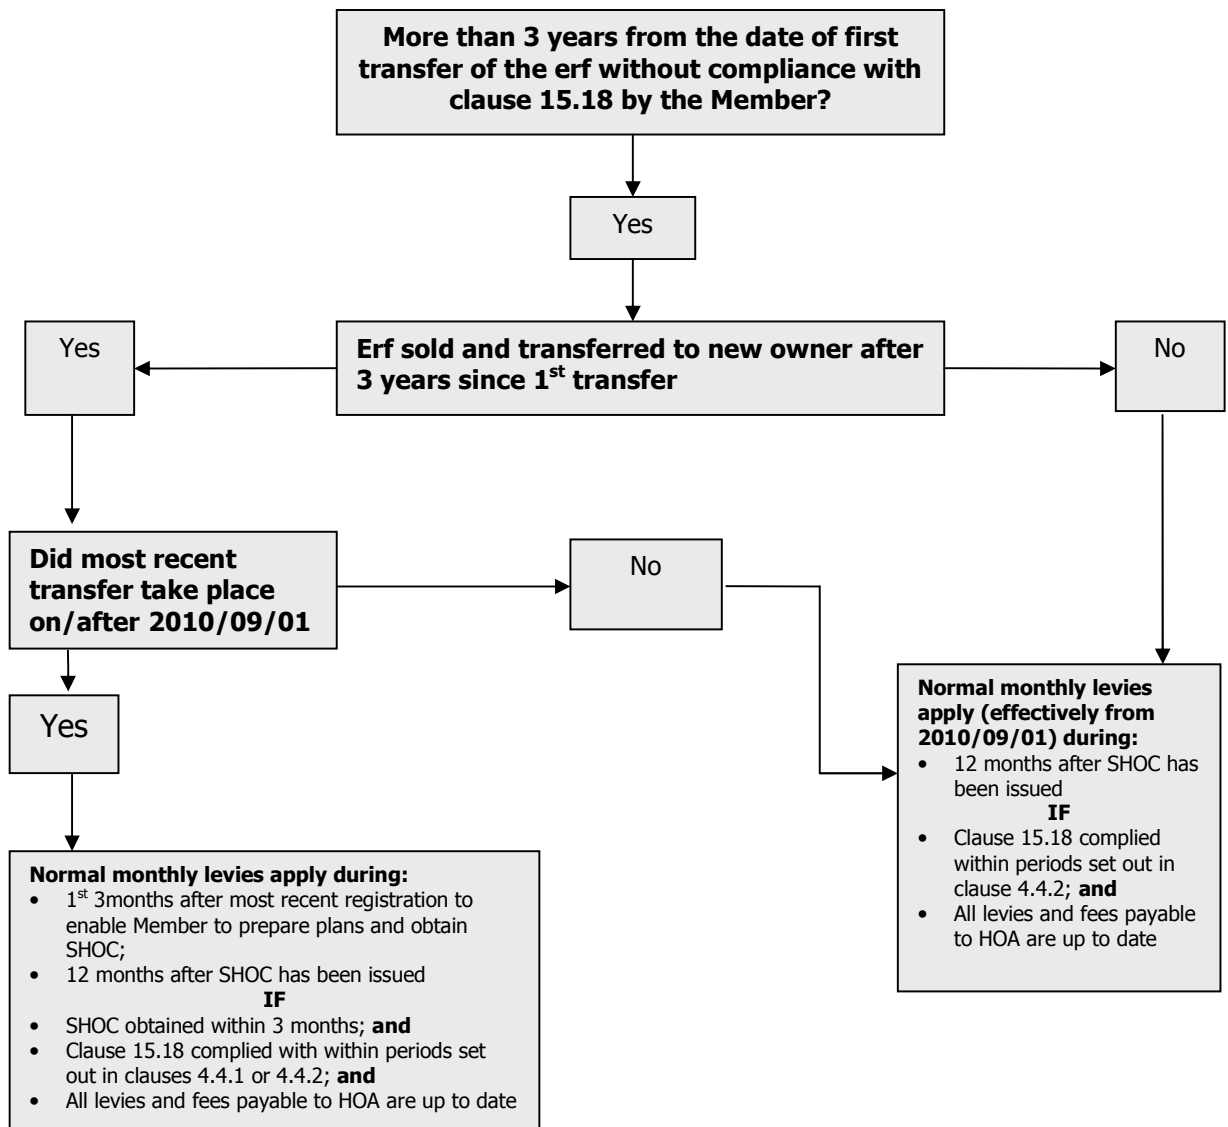 More than 3 years from the date of first
transfer of the erf without compliance with
clause 15.18 by the Member?
Yes
Yes
Erf sold and transferred to new owner after
3 years since 1st transfer
No
Did most recent
transfer take place
on/after 2010/09/01
No
Yes
Normal monthly levies
apply (effectively from
2010/09/01) during:
• 12 months after SHOC has
been issued
IF
• Clause 15.18 complied
within periods set out in
clause 4.4.2; and
• All levies and fees payable
to HOA are up to date
Normal monthly levies apply during:
• 1st 3months after most recent registration to
enable Member to prepare plans and obtain
SHOC;
• 12 months after SHOC has been issued
IF
• SHOC obtained within 3 months; and
• Clause 15.18 complied with within periods set
out in clauses 4.4.1 or 4.4.2; and
• All levies and fees payable to HOA are up to date